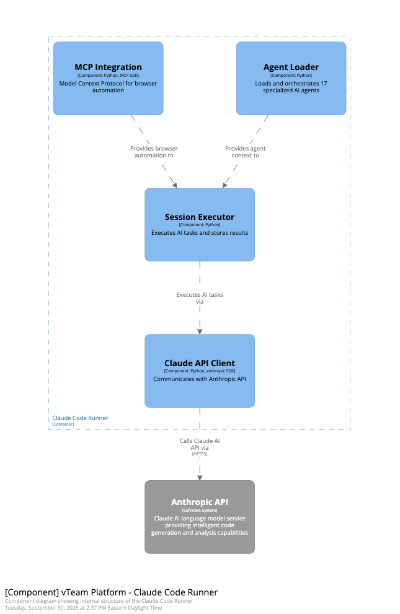 MCP Integration
[Component: Python, MCP SDK]
Model Context Protocol for browser
automation
Agent Loader
[Component: Python]
Loads and orchestrates 17
specialized AI agents
Provides browser
automation to
Provides agent
context to
Session Executor
[Component: Python]
Executes AI tasks and stores results
Executes AI tasks
via
Claude API Client
[Component: Python, anthropic SDK]
Communicates with Anthropic API
Claude Code Runner
[Container]
Calls Claude AI
API via
Anthropic API
[Software System]
Claude AI language model service
providing intelligent code
generation and analysis capabilities
[Component] vTeam Platform - Claude Code Runner
Component diagram showing internal structure of the Claude Code Runner
Tuesday, September 30, 2025 at 2:37 PM Eastern Daylight Time